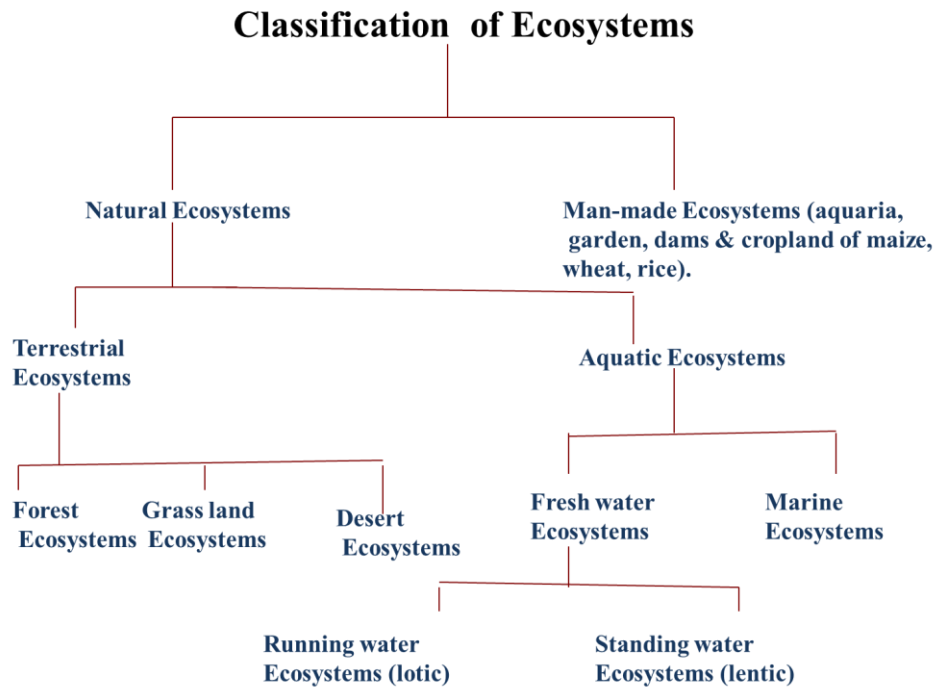 Classification of Ecosystems
Natural Ecosystems
Man-made Ecosystems (aquaria,
garden, dams & cropland of maize,
wheat, rice).
Terrestrial
Ecosystems
Aquatic Ecosystems
Forest
Ecosystems
Grass land
Ecosystems
Desert
Ecosystems
Fresh water
Ecosystems
Marine
Ecosystems
Running water
Ecosystems (lotic)
Standing water
Ecosystems (lentic)